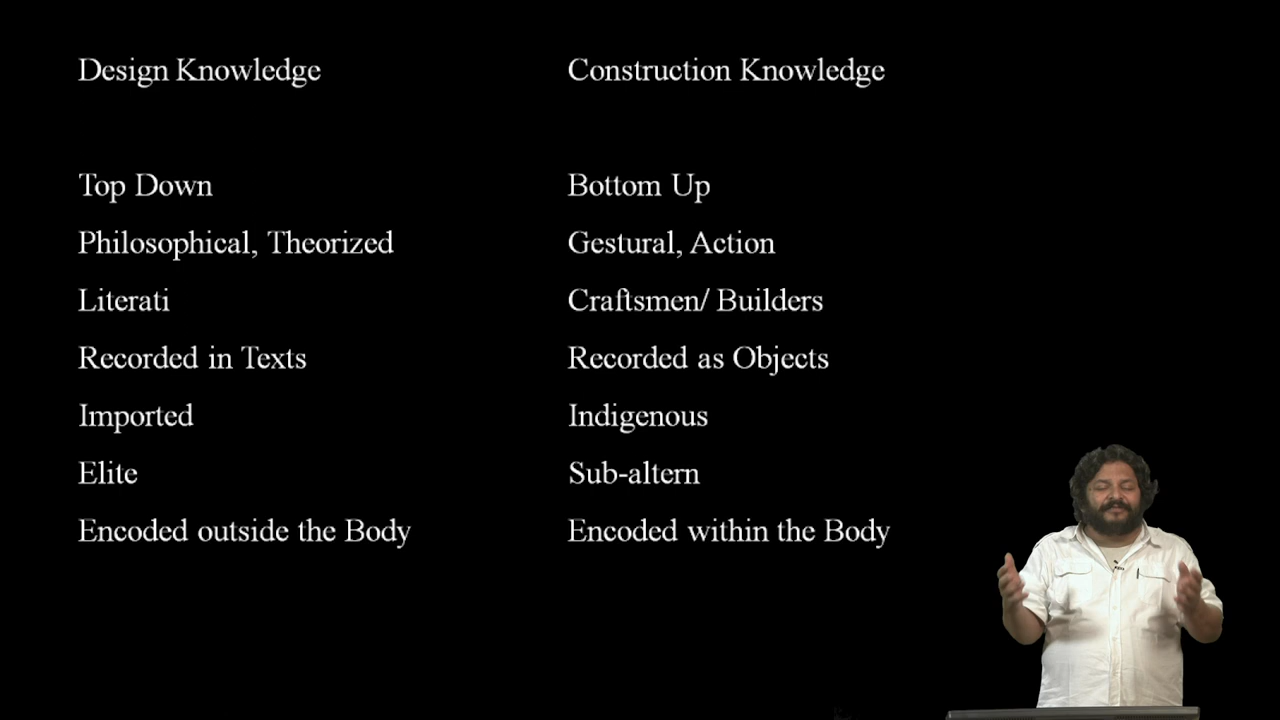 Design Knowledge
Construction Knowledge
Top Down
Bottom Up
Philosophical, Theorized
Gestural, Action
Literati
Craftsmen/ Builders
Recorded in Texts
Recorded as Objects
Imported
Indigenous
Elite
Sub-altern
Encoded outside the Body
Encoded within the Body